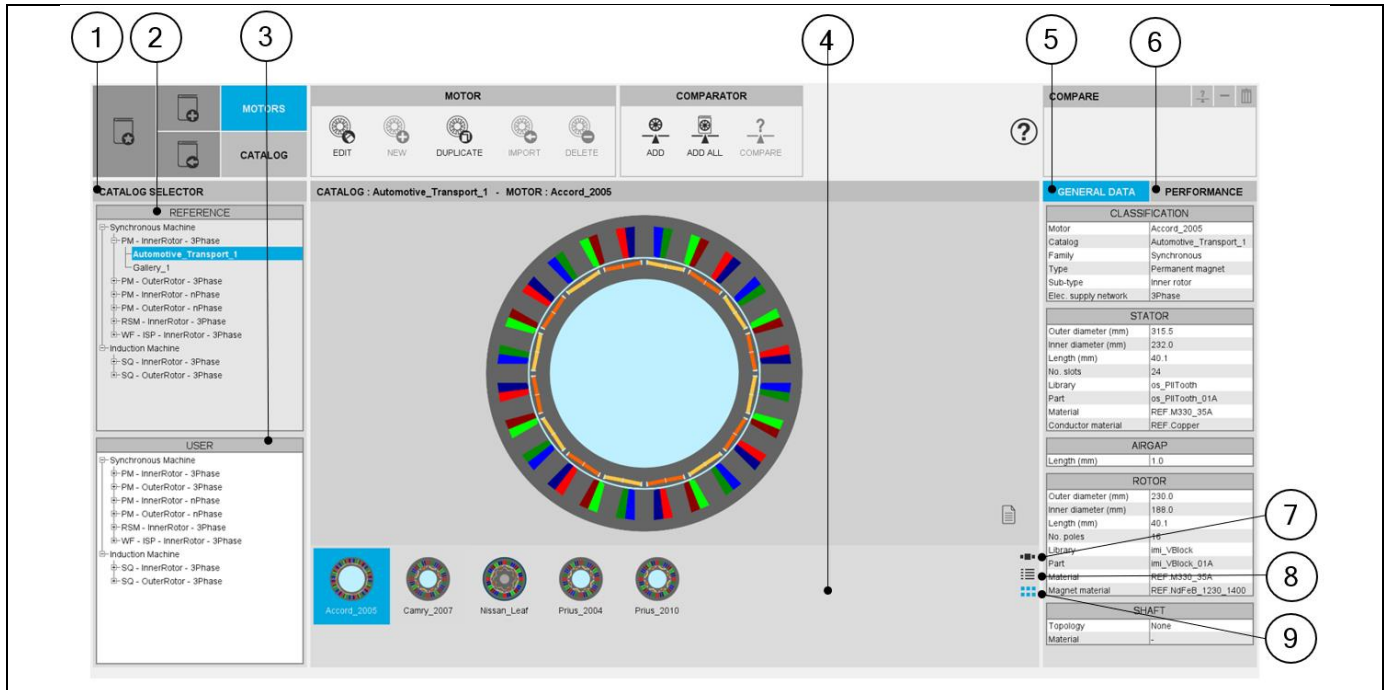 1 2 3 4 5 6
MOTORS
CATALOG
MOTOR
EDIT NEW DUPLICATE IMPORT DELETE
COMPARATOR
ADD ADD ALL COMPARE
?
?
COMPARE
?
CATALOG SELECTOR
REFERENCE
Synchronous Machine
PM - InnerRotor - 3Phase
Automotive_Transport_1
Gallery_1
PM - OuterRotor - 3Phase
PM - InnerRotor - nPhase
PM - OuterRotor - nPhase
RSM - InnerRotor - 3Phase
WF - ISP - InnerRotor - 3Phase
Induction Machine
SQ - InnerRotor - 3Phase
SQ - OuterRotor - 3Phase
USER
Synchronous Machine
PM - InnerRotor - 3Phase
PM - OuterRotor - 3Phase
PM - InnerRotor - nPhase
PM - OuterRotor - nPhase
RSM - InnerRotor - 3Phase
WF - ISP - InnerRotor - 3Phase
Induction Machine
SQ - InnerRotor - 3Phase
SQ - OuterRotor - 3Phase
CATALOG : Automotive_Transport_1 - MOTOR : Accord_2005
Accord_2005 Camry_2007 Nissan_Leaf Prius_2004 Prius_2010
GENERAL DATA PERFORMANCE
CLASSIFICATION
Motor Accord_2005
Catalog Automotive_Transport_1
Family Synchronous
Type Permanent magnet
Sub-type Inner rotor
Elec. supply network 3Phase
STATOR
Outer diameter (mm) 315.5
Inner diameter (mm) 232.0
Length (mm) 40.1
No. slots 24
Library os_PllTooth
Part os_PllTooth_01A
Material REF.M330_35A
Conductor material REF.Copper
AIRGAP
Length (mm) 1.0
ROTOR
Outer diameter (mm) 230.0
Inner diameter (mm) 188.0
Length (mm) 40.1
No. poles 16
Library imi_VBlock
Part imi_VBlock_01A
Material REF.M330_35A
Magnet material REF.NdFeB_1230_1400
SHAFT
Topology None
Material -
7
8
9